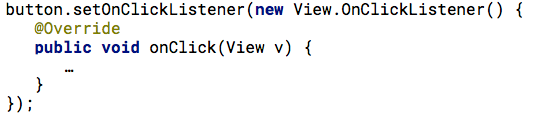 button.setOnClickListener(new View.OnClickListener() {
    @Override
    public void onClick(View v) {
        …
    }
});